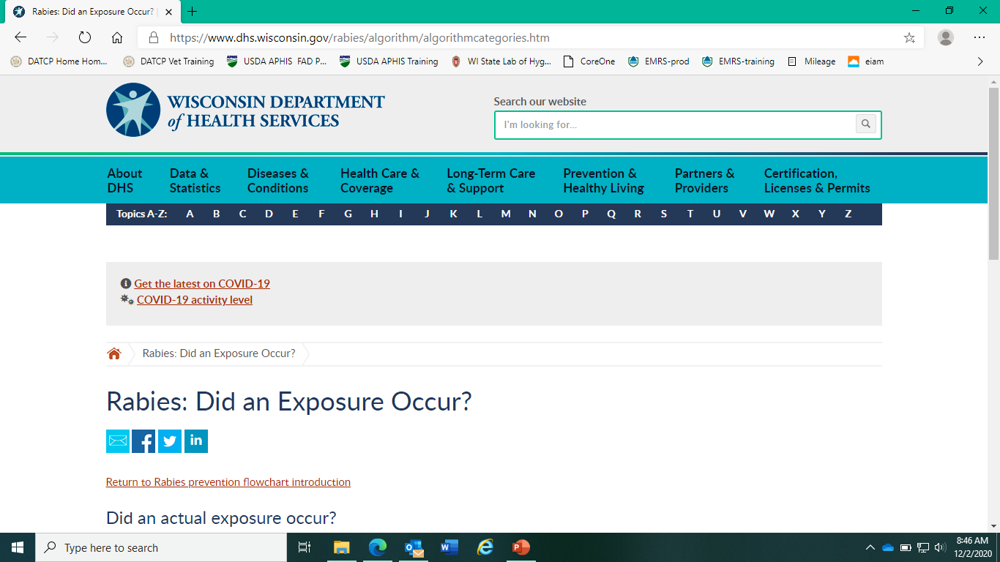 Rabies: Did an Exposure Occur? |
https://www.dhs.wisconsin.gov/rabies/algorithm/algorithmcategories.htm
DATCP Home Hom... DATCP Vet Training USDA APHIS FAD P... USDA APHIS Training WI State Lab of Hyg... CoreOne EMRS-prod EMRS-training Mileage eiam
WISCONSIN DEPARTMENT
of HEALTH SERVICES
Search our website
I'm looking for...
About DHS
Data & Statistics
Diseases & Conditions
Health Care & Coverage
Long-Term Care & Support
Prevention & Healthy Living
Partners & Providers
Certification, Licenses & Permits
Topics A-Z: A B C D E F G H I J K L M N O P Q R S T U V W X Y Z
Get the latest on COVID-19
COVID-19 activity level
Rabies: Did an Exposure Occur?
Rabies: Did an Exposure Occur?
Return to Rabies prevention flowchart introduction
Did an actual exposure occur?
Type here to search
8:46 AM
12/2/2020